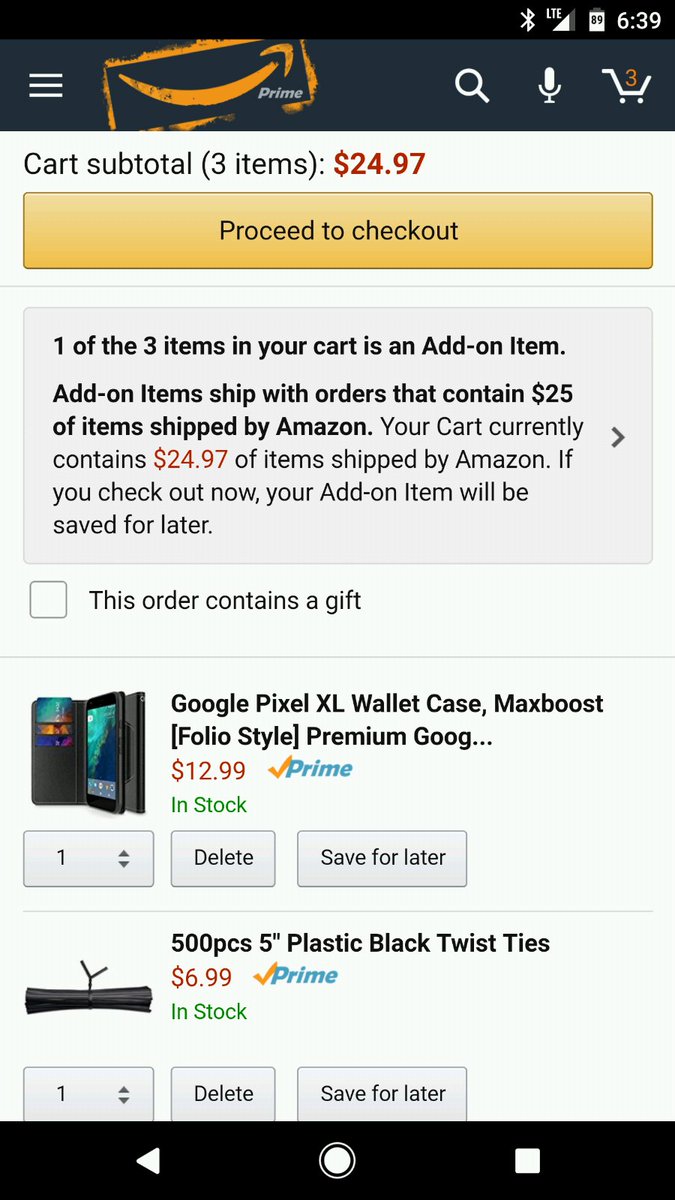 LTE 89 6:39
Prime 3
Cart subtotal (3 items): $24.97
Proceed to checkout
1 of the 3 items in your cart is an Add-on Item.
Add-on Items ship with orders that contain $25
of items shipped by Amazon. Your Cart currently
contains $24.97 of items shipped by Amazon. If
you check out now, your Add-on Item will be
saved for later.
This order contains a gift
Google Pixel XL Wallet Case, Maxboost
[Folio Style] Premium Goog...
$12.99 Prime
In Stock
1 Delete Save for later
500pcs 5" Plastic Black Twist Ties
$6.99 Prime
In Stock
1 Delete Save for later